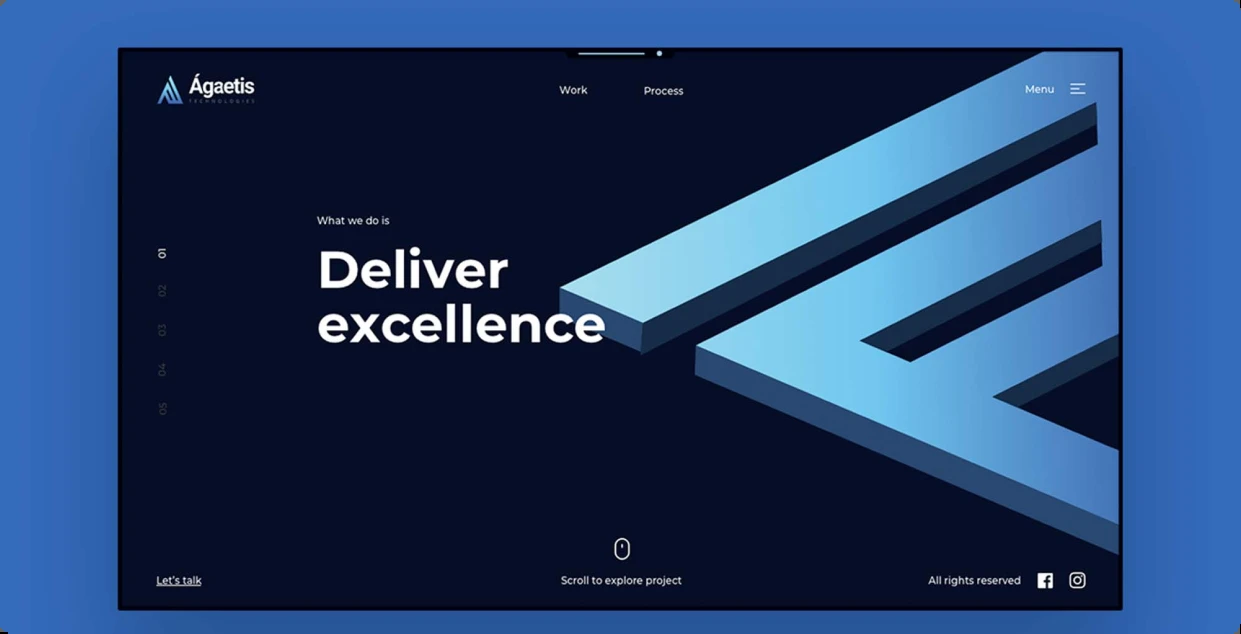 Ágaetis
TECHNOLOGIES
Work
Process
Menu
What we do is
Deliver
excellence
01
02
03
04
05
Let's talk
Scroll to explore project
All rights reserved